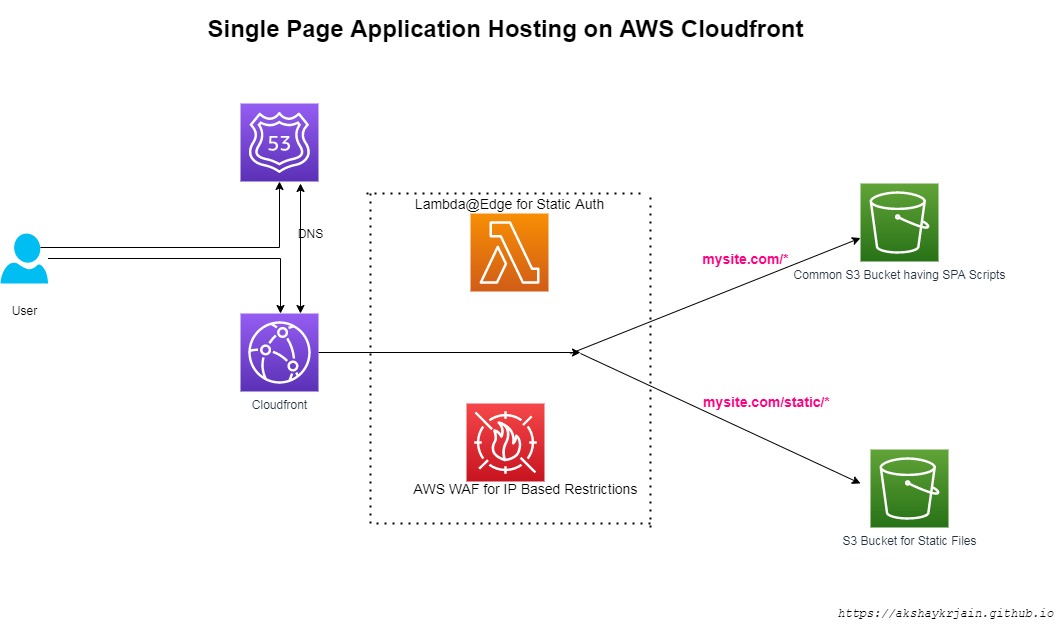 Single Page Application Hosting on AWS Cloudfront
53
DNS
User
Cloudfront
Lambda@Edge for Static Auth
AWS WAF for IP Based Restrictions
mysite.com/*
Common S3 Bucket having SPA Scripts
mysite.com/static/*
S3 Bucket for Static Files
https://akshaykrjain.github.io